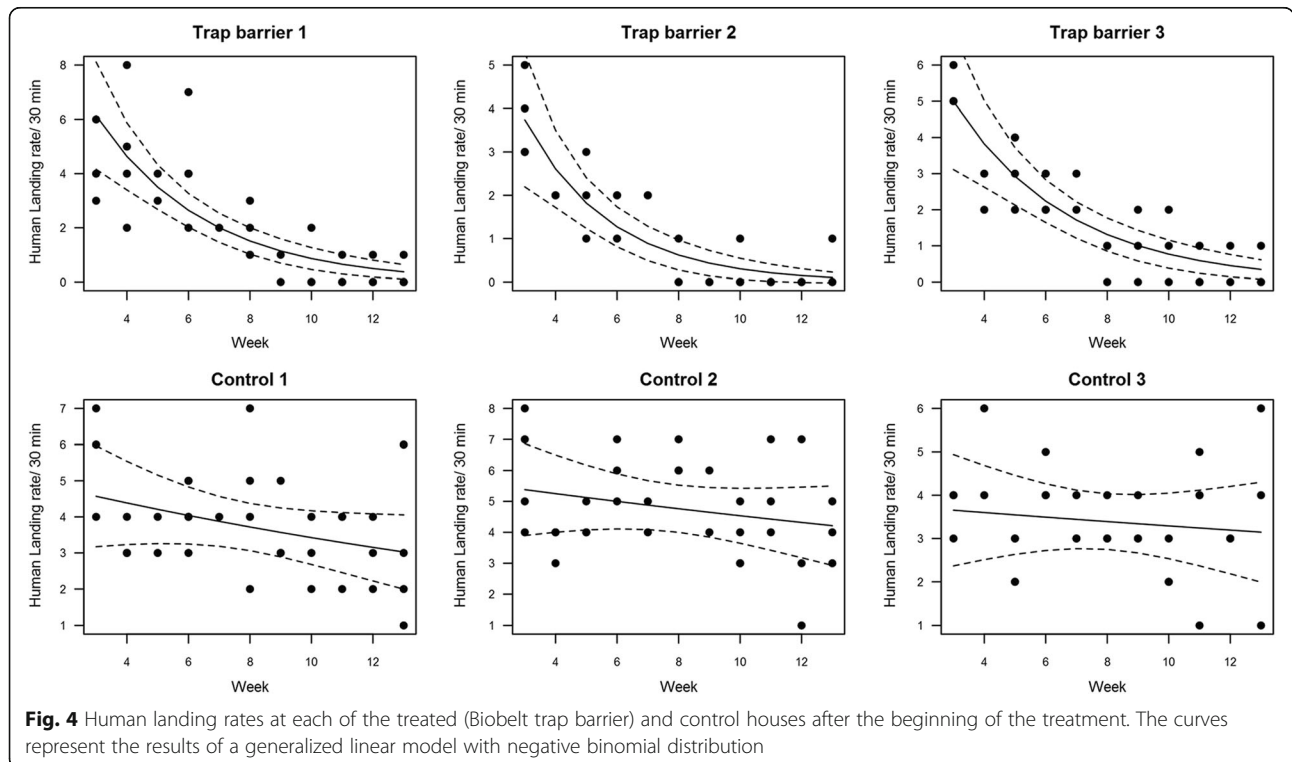 Trap barrier 1
Human Landing rate/ 30 min
8
6
4
2
0
4 6 8 10 12
Week
Trap barrier 2
Human Landing rate/ 30 min
5
4
3
2
1
0
4 6 8 10 12
Week
Trap barrier 3
Human Landing rate/ 30 min
6
5
4
3
2
1
0
4 6 8 10 12
Week
Control 1
Human Landing rate/ 30 min
7
6
5
4
3
2
1
4 6 8 10 12
Week
Control 2
Human Landing rate/ 30 min
8
7
6
5
4
3
2
1
4 6 8 10 12
Week
Control 3
Human Landing rate/ 30 min
6
5
4
3
2
1
4 6 8 10 12
Week
Fig. 4 Human landing rates at each of the treated (Biobelt trap barrier) and control houses after the beginning of the treatment. The curves
represent the results of a generalized linear model with negative binomial distribution